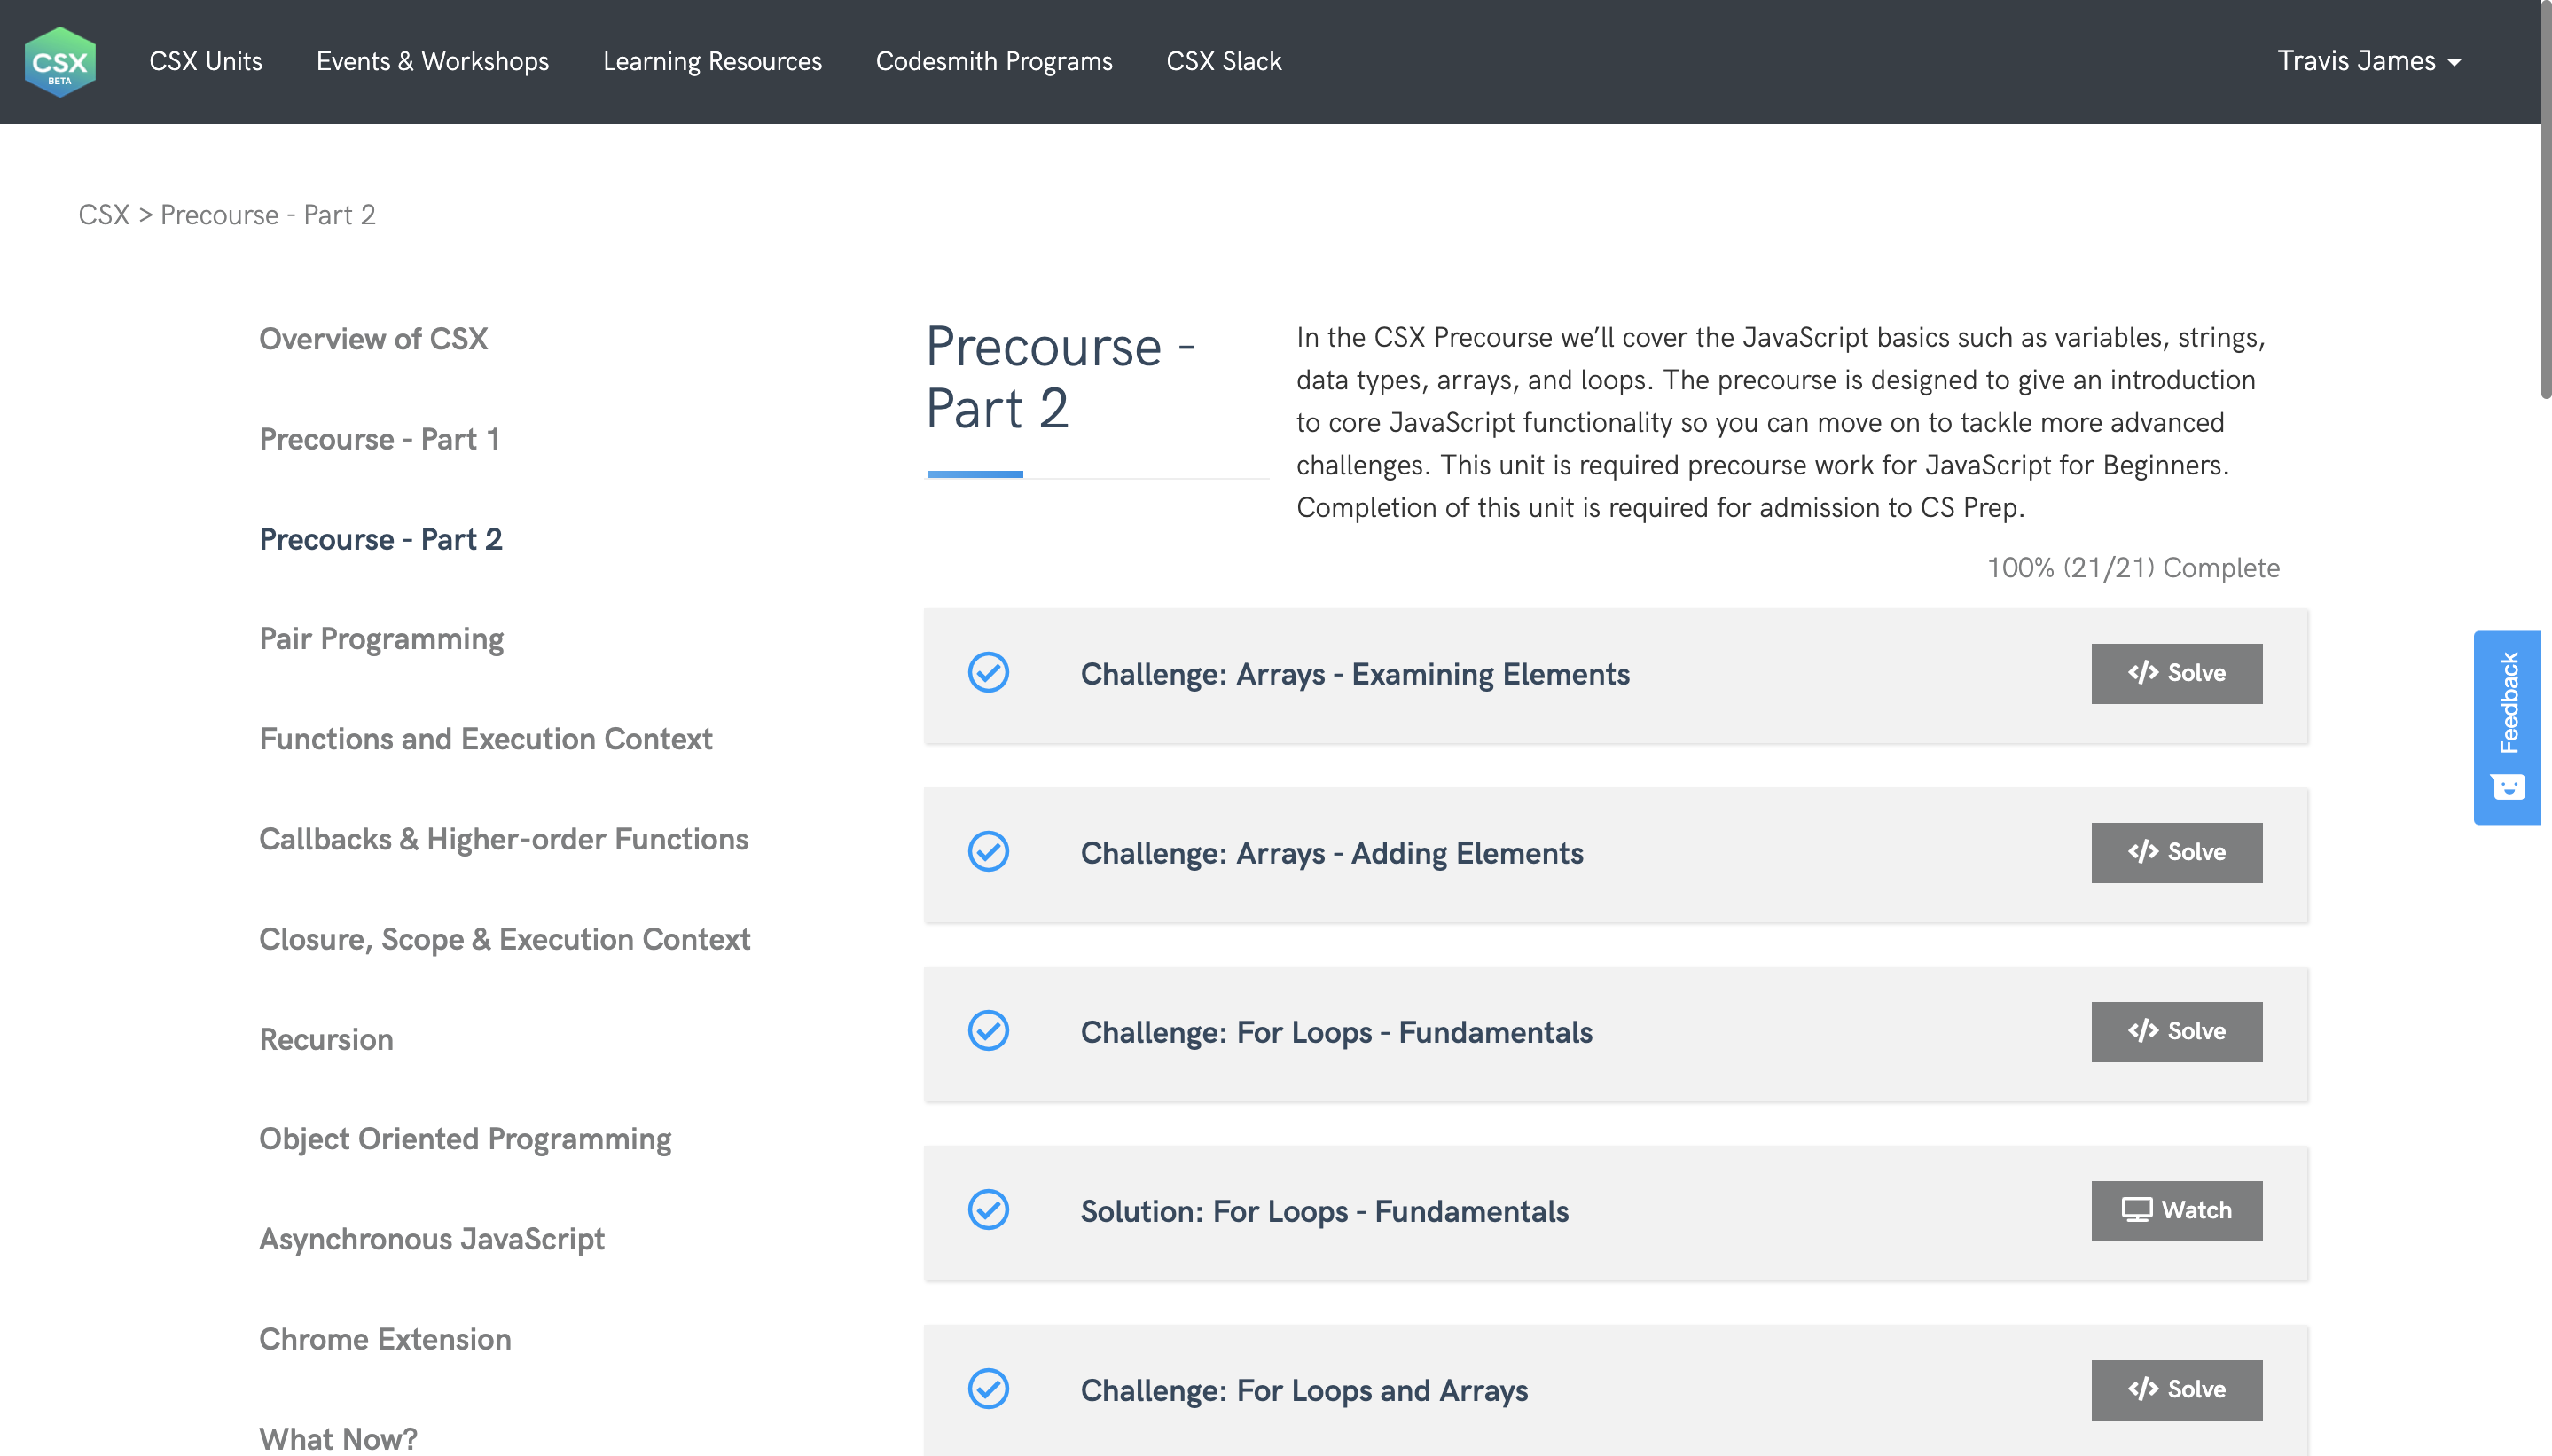 CSX
BETA
CSX Units
Events & Workshops
Learning Resources
Codesmith Programs
CSX Slack
Travis James
CSX > Precourse - Part 2
Overview of CSX
Precourse - Part 1
Precourse - Part 2
Pair Programming
Functions and Execution Context
Callbacks & Higher-order Functions
Closure, Scope & Execution Context
Recursion
Object Oriented Programming
Asynchronous JavaScript
Chrome Extension
What Now?
Precourse -
Part 2
In the CSX Precourse we’ll cover the JavaScript basics such as variables, strings,
data types, arrays, and loops. The precourse is designed to give an introduction
to core JavaScript functionality so you can move on to tackle more advanced
challenges. This unit is required precourse work for JavaScript for Beginners.
Completion of this unit is required for admission to CS Prep.
100% (21/21) Complete
Challenge: Arrays - Examining Elements
</> Solve
Challenge: Arrays - Adding Elements
</> Solve
Challenge: For Loops - Fundamentals
</> Solve
Solution: For Loops - Fundamentals
Watch
Challenge: For Loops and Arrays
</> Solve
Feedback